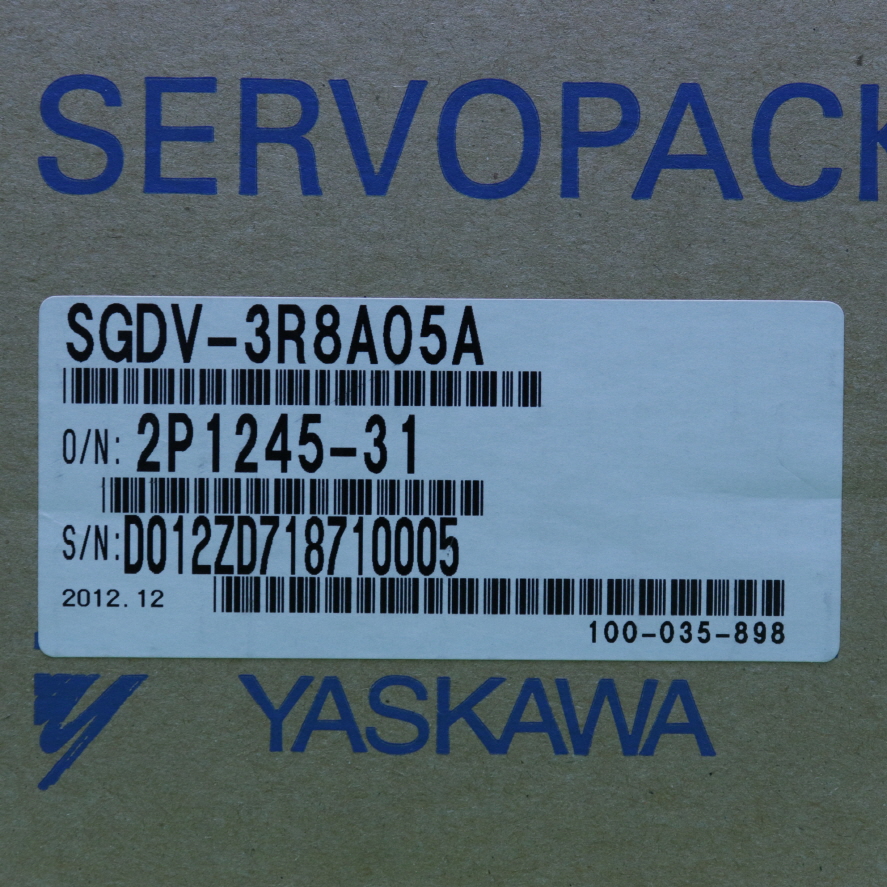 SERVOPACK
SGDV-3R8A05A
O/N: 2P1245-31
S/N:D012ZD718710005
2012.12
100-035-898
YASKAWA